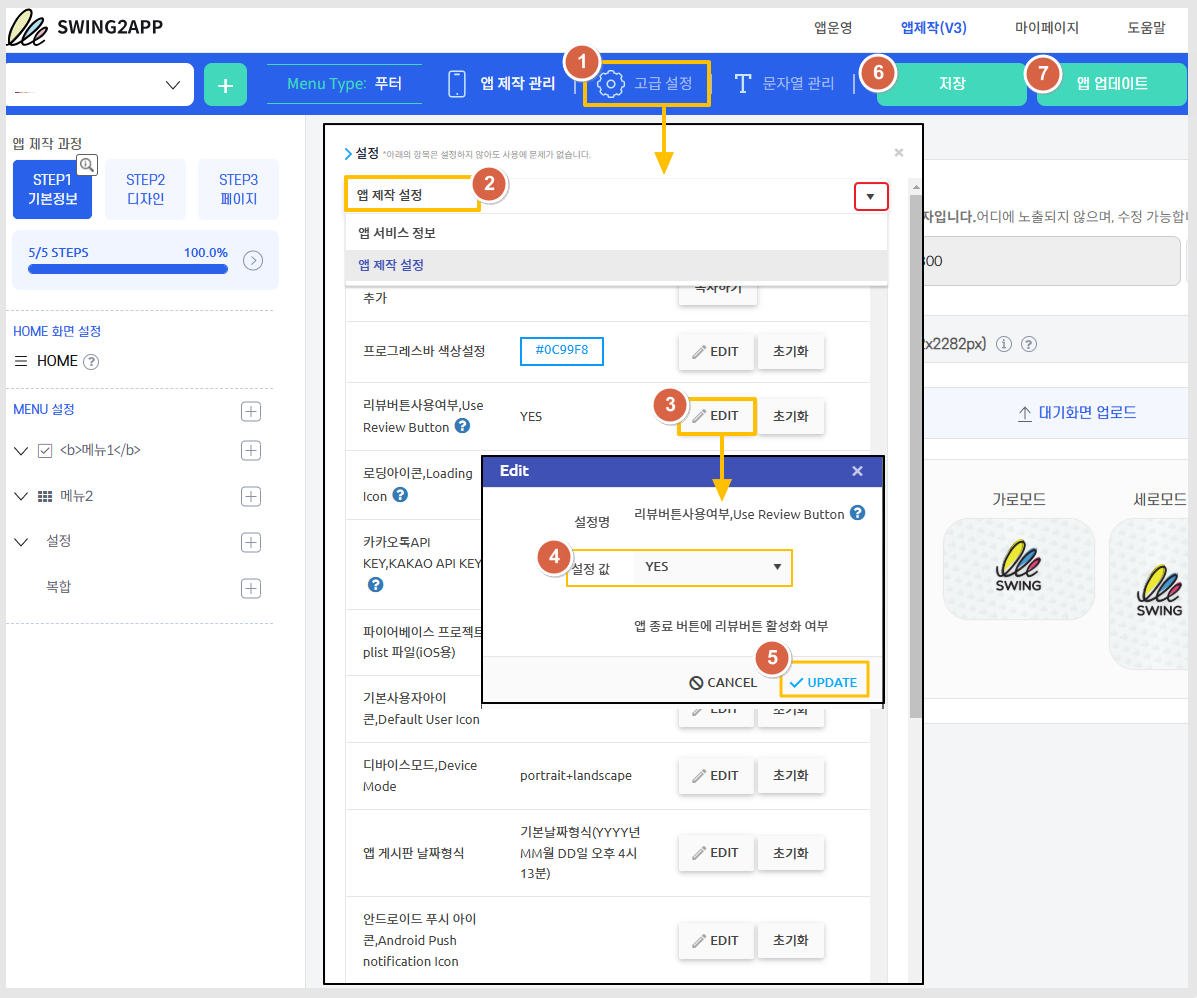 SWING2APP
앱운영
앱제작(V3)
마이페이지
도움말
Menu Type: 푸터
앱 제작 관리
1
고급 설정
T 문자열 관리
6
저장
7
앱 업데이트
앱 제작 과정
STEP1
기본정보
STEP2
디자인
STEP3
페이지
5/5 STEPS
100.0%
HOME 화면 설정
HOME
MENU 설정
<b>메뉴1</b>
메뉴2
설정
복합
설정 *아래의 항목은 설정하지 않아도 사용에 문제가 없습니다.
앱 제작 설정
2
앱 서비스 정보
앱 제작 설정
추가
복사하기
프로그레스바 색상설정
#0C99F8
EDIT
초기화
리뷰버튼사용여부,Use
Review Button
YES
3
EDIT
초기화
로딩아이콘,Loading
Icon
카카오톡API
KEY,KAKAO API KEY
파이어베이스 프로젝트
plist 파일(iOS용)
기본사용자아이
콘,Default User Icon
EDIT
초기화
Edit
설정명
리뷰버튼사용여부,Use Review Button
4
설정 값
YES
앱 종료 버튼에 리뷰버튼 활성화 여부
5
CANCEL
UPDATE
디바이스모드,Device
Mode
portrait+landscape
EDIT
초기화
앱 게시판 날짜형식
기본날짜형식(YYYY년
MM월 DD일 오후 4시
13분)
EDIT
초기화
안드로이드 푸시 아이
콘,Android Push
notification Icon
EDIT
초기화
자입니다.어디에 노출되지 않으며, 수정 가능합
300
x2282px)
대기화면 업로드
가로모드
세로모드
SWING
SWING